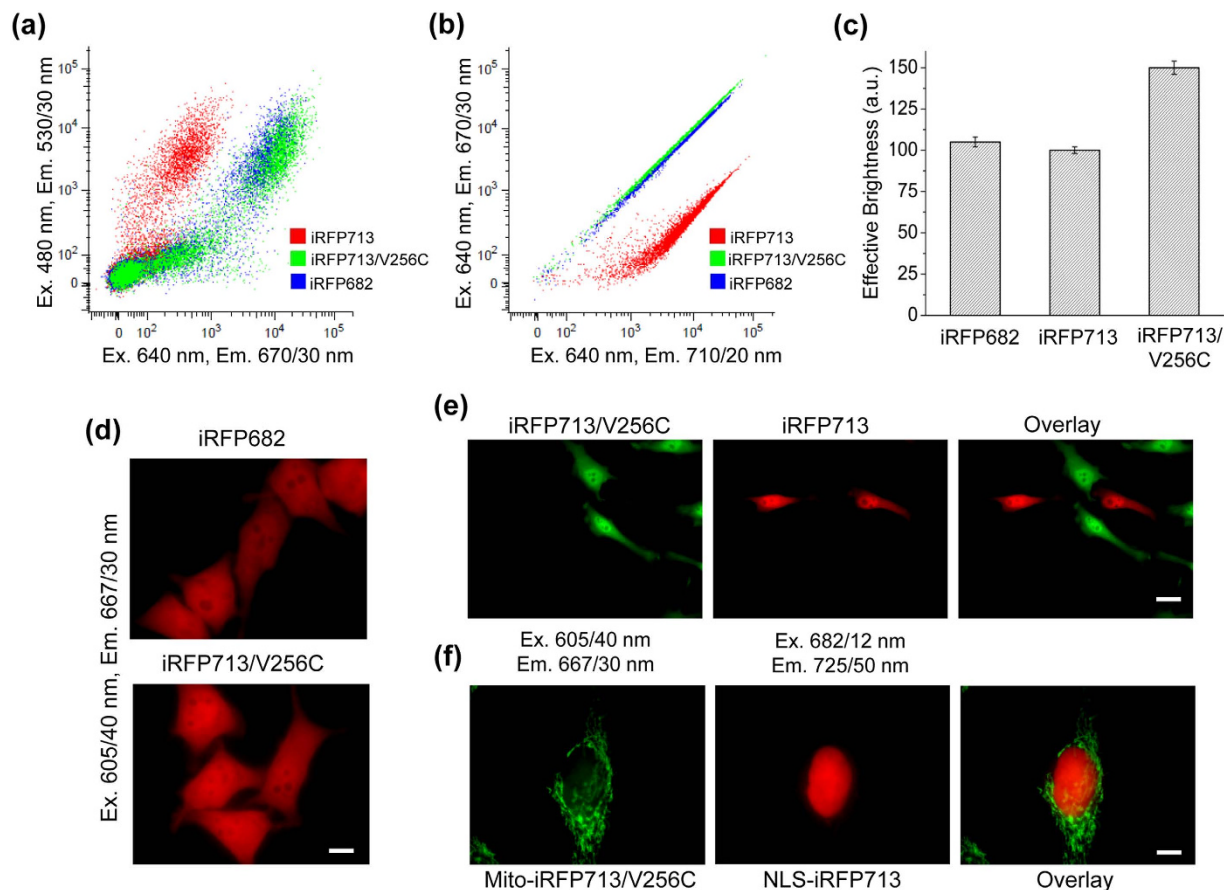 (a)
Ex. 480 nm, Em. 530/30 nm
10⁵
10⁴
10³
10²
0
0 10² 10³ 10⁴ 10⁵
Ex. 640 nm, Em. 670/30 nm
iRFP713
iRFP713/V256C
iRFP682
(b)
Ex. 640 nm, Em. 670/30 nm
10⁵
10⁴
10³
10²
0
0 10³ 10⁴ 10⁵
Ex. 640 nm, Em. 710/20 nm
iRFP713
iRFP713/V256C
iRFP682
(c)
Effective Brightness (a.u.)
150
125
100
75
50
25
0
iRFP682 iRFP713 iRFP713/
V256C
(d)
Ex. 605/40 nm, Em. 667/30 nm
iRFP682
iRFP713/V256C
(e)
iRFP713/V256C iRFP713 Overlay
Ex. 605/40 nm Ex. 682/12 nm
Em. 667/30 nm Em. 725/50 nm
(f)
Mito-iRFP713/V256C NLS-iRFP713 Overlay